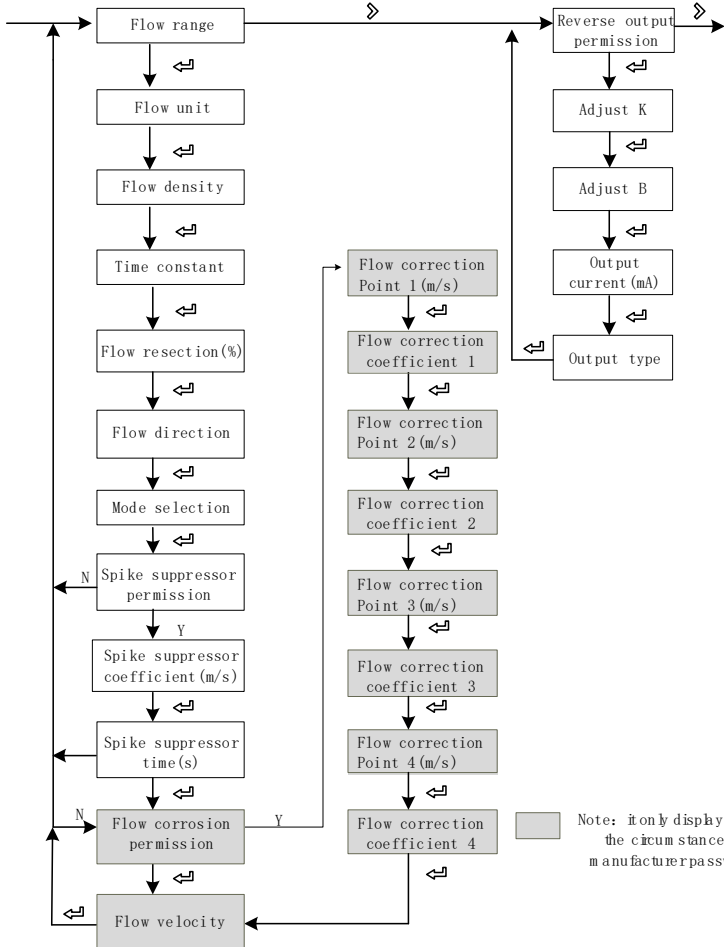 Flow range
Flow unit
Flow density
Time constant
Flow resection(%)
Flow direction
Mode selection
N
Spike suppressor
permission
Y
Spike suppressor
coefficient(m/s)
Spike suppressor
time(s)
N
Flow corrosion
permission
Y
Flow velocity
Flow correction
Point 1(m/s)
Flow correction
coefficient 1
Flow correction
Point 2(m/s)
Flow correction
coefficient 2
Flow correction
Point 3(m/s)
Flow correction
coefficient 3
Flow correction
Point 4(m/s)
Flow correction
coefficient 4
Reverse output
permission
Adjust K
Adjust B
Output
current(mA)
Output type
Note: it only display
the circumstance
manufacturer pass